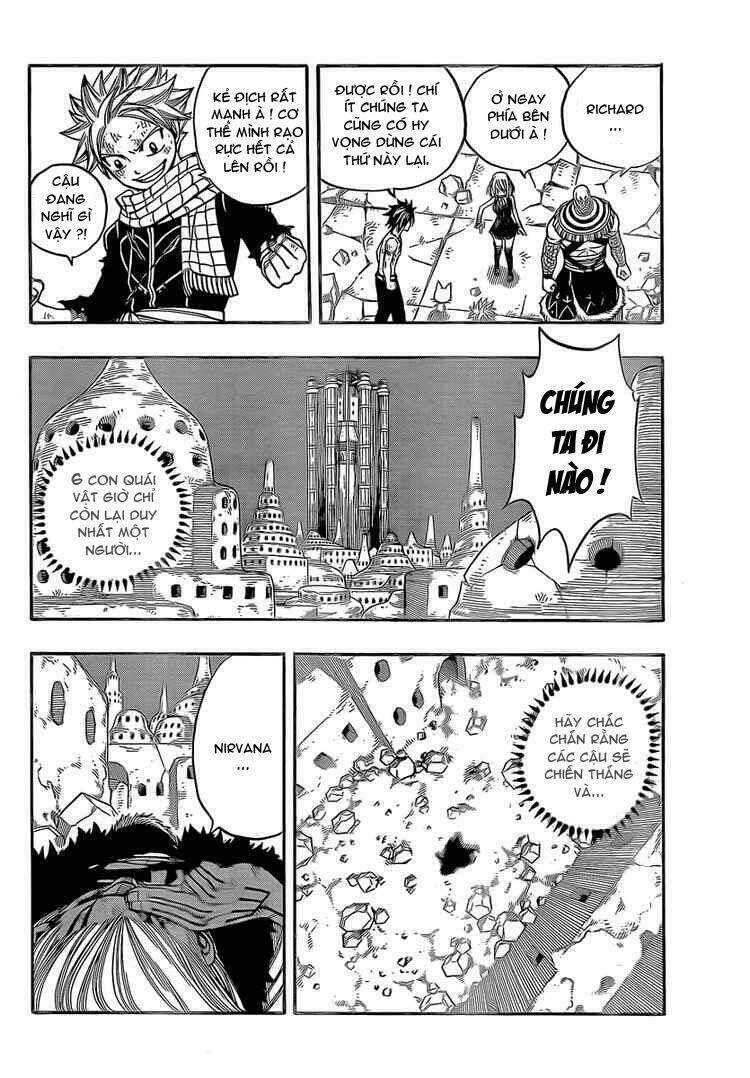 RICHARD
...
Ở NGAY
PHÍA BÊN
DƯỚI À !
ĐƯỢC RỒI ! CHÍ
ÍT CHÚNG TA
CŨNG CÓ HY
VỌNG DÙNG CÁI
THỨ NÀY LẠI.
KẺ ĐỊCH RẤT
MẠNH À ! CƠ
THỂ MÌNH RẠO
RỰC HẾT CẢ
LÊN RỒI !
CẬU
ĐANG
NGHĨ GÌ
VẬY ?!
CHÚNG
TA ĐI
NÀO !
6 CON QUÁI
VẬT GIỜ CHỈ
CÒN LẠI DUY
NHẤT MỘT
NGƯỜI...
HÃY CHẮC
CHẮN RẰNG
CÁC CẬU SẼ
CHIẾN THẮNG
VÀ...
NIRVANA
...